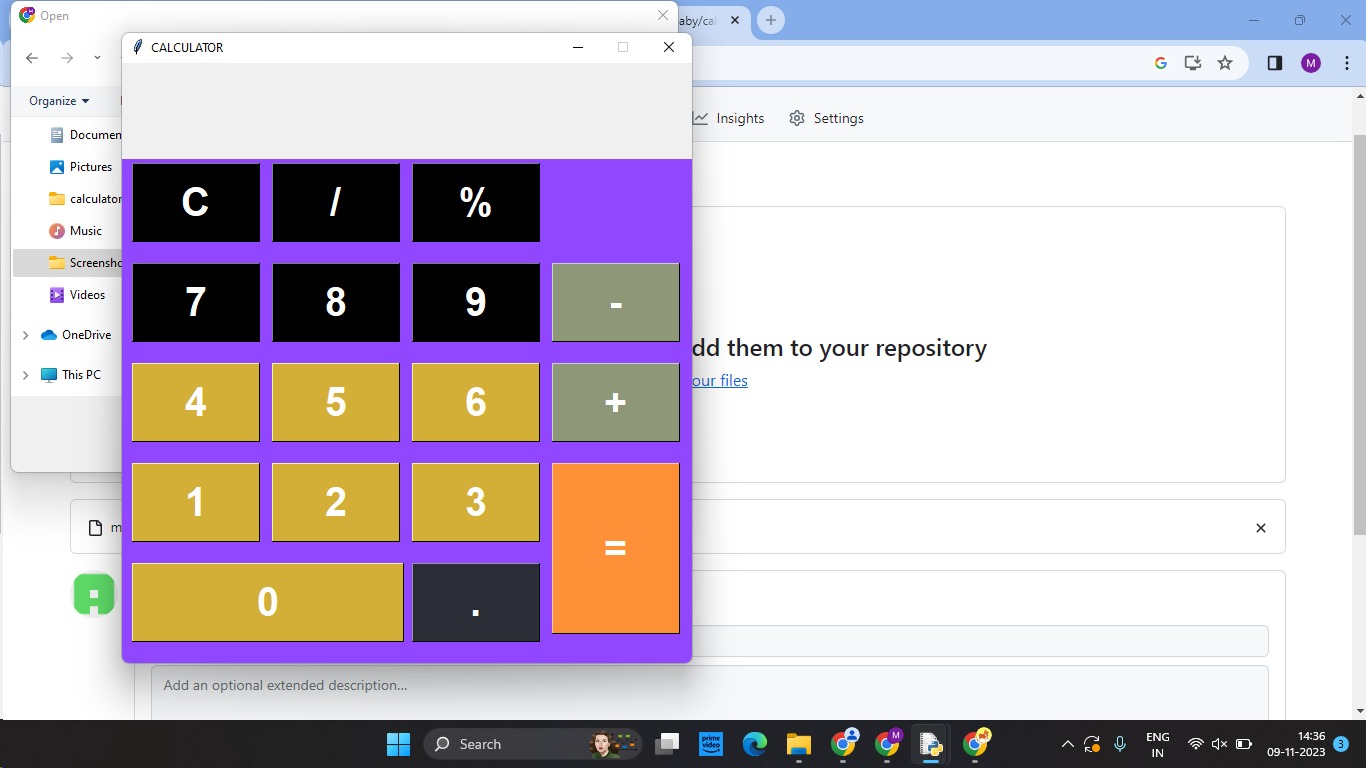 Open
aby/cal
CALCULATOR
M
Organize
Insights
Settings
Documen
Pictures
calculator
Music
Screensho
Videos
OneDrive
This PC
C / %
7 8 9 -
4 5 6 +
1 2 3 =
0 .
dd them to your repository
our files
m
Add an optional extended description...
Search
prime video
M
ENG
IN
14:36
09-11-2023
3